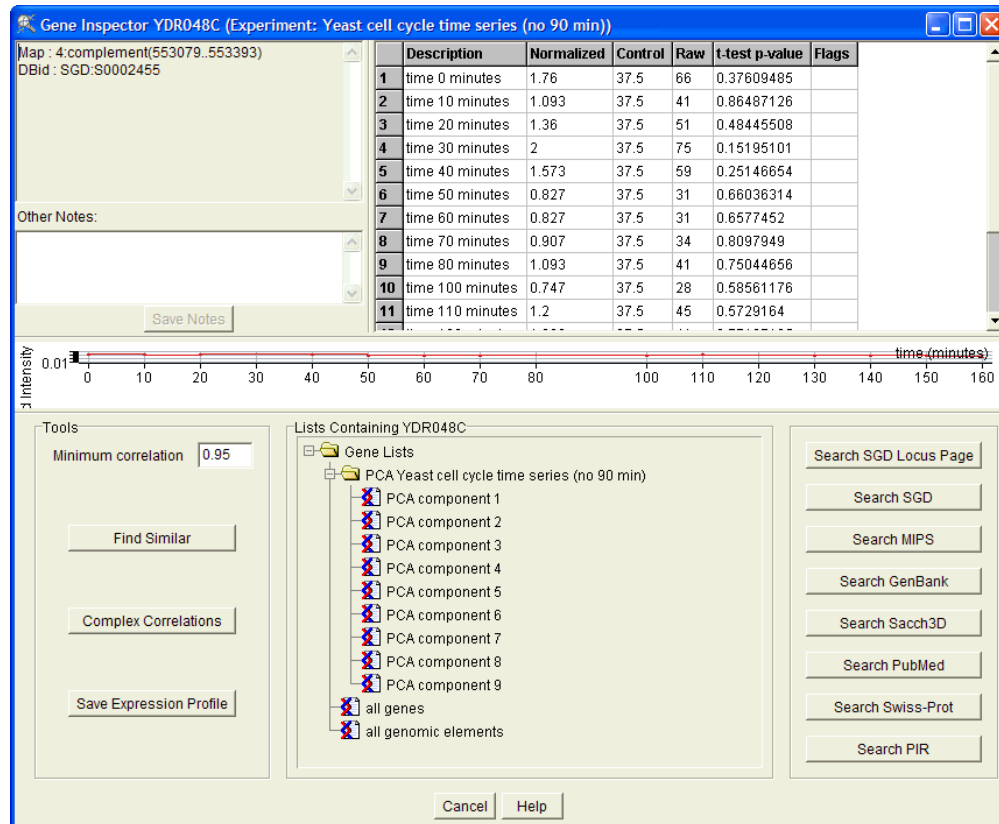 Gene Inspector YDR048C (Experiment: Yeast cell cycle time series (no 90 min))
Map : 4:complement(553079..553393)
DBid : SGD:S0002455
Other Notes:
Save Notes
Description Normalized Control Raw t-test p-value Flags
1 time 0 minutes 1.76 37.5 66 0.37609485
2 time 10 minutes 1.093 37.5 41 0.86487126
3 time 20 minutes 1.36 37.5 51 0.48445508
4 time 30 minutes 2 37.5 75 0.15195101
5 time 40 minutes 1.573 37.5 59 0.25146654
6 time 50 minutes 0.827 37.5 31 0.66036314
7 time 60 minutes 0.827 37.5 31 0.6577452
8 time 70 minutes 0.907 37.5 34 0.8097949
9 time 80 minutes 1.093 37.5 41 0.75044656
10 time 100 minutes 0.747 37.5 28 0.58561176
11 time 110 minutes 1.2 37.5 45 0.5729164
d Intensity
0.01
time (minutes)
0 10 20 30 40 50 60 70 80 100 110 120 130 140 150 160
Tools
Minimum correlation 0.95
Find Similar
Complex Correlations
Save Expression Profile
Lists Containing YDR048C
Gene Lists
PCA Yeast cell cycle time series (no 90 min)
PCA component 1
PCA component 2
PCA component 3
PCA component 4
PCA component 5
PCA component 6
PCA component 7
PCA component 8
PCA component 9
all genes
all genomic elements
Search SGD Locus Page
Search SGD
Search MIPS
Search GenBank
Search Sacch3D
Search PubMed
Search Swiss-Prot
Search PIR
Cancel Help